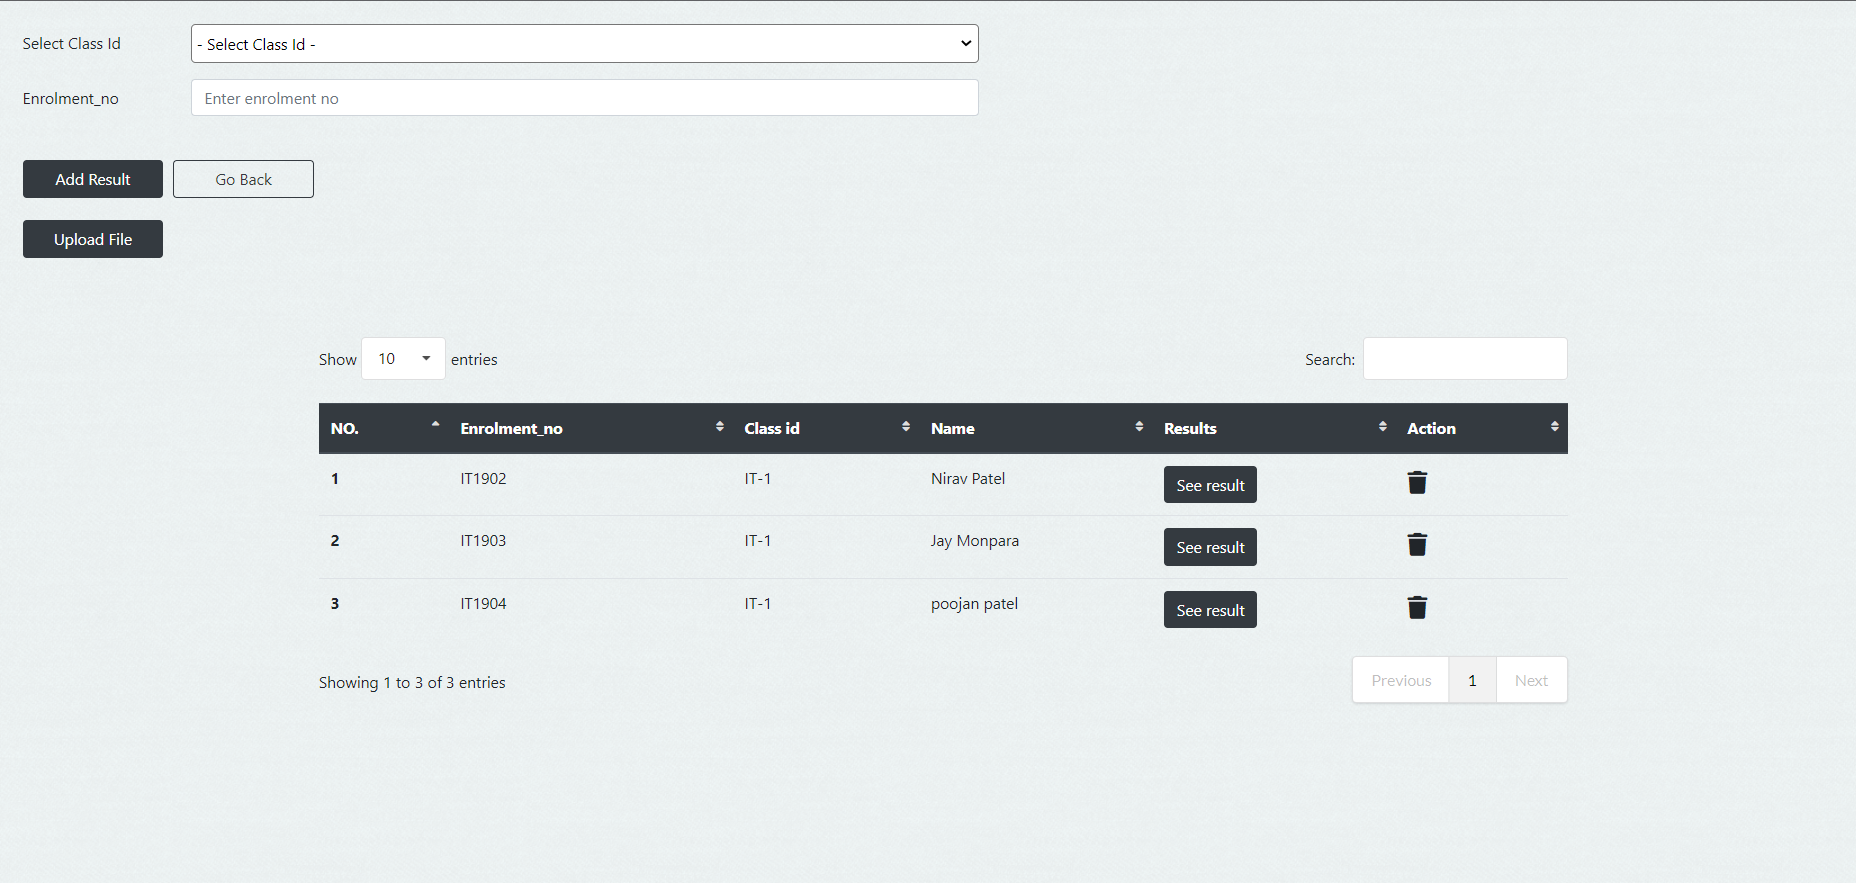 Select Class Id - Select Class Id -
Enrolment_no Enter enrolment no
Add Result Go Back
Upload File
Show 10 entries Search:
NO. Enrolment_no Class id Name Results Action
1 IT1902 IT-1 Nirav Patel See result
2 IT1903 IT-1 Jay Monpara See result
3 IT1904 IT-1 poojan patel See result
Showing 1 to 3 of 3 entries Previous 1 Next